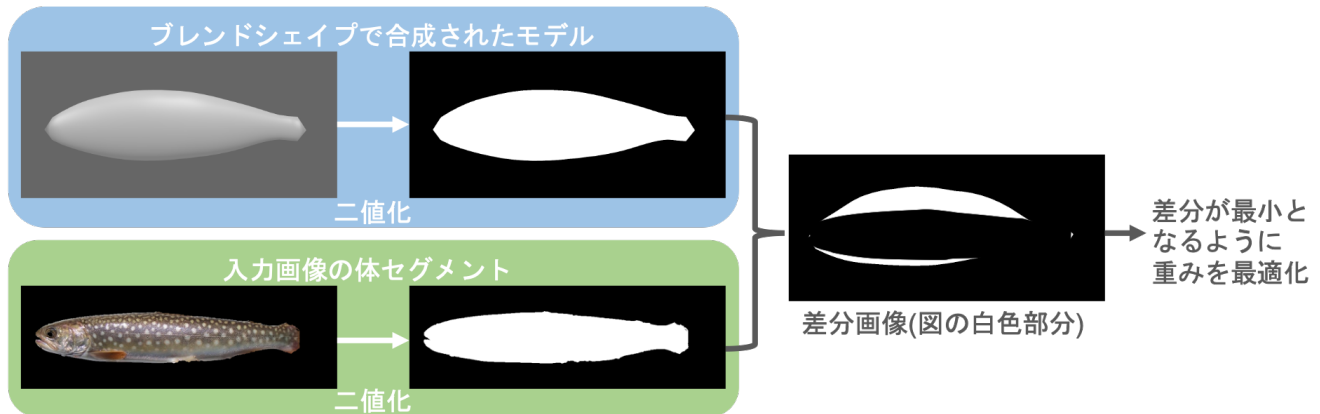 ブレンドシェイプで合成されたモデル
二値化
入力画像の体セグメント
二値化
差分画像(図の白色部分)
差分が最小と
なるように
重みを最適化